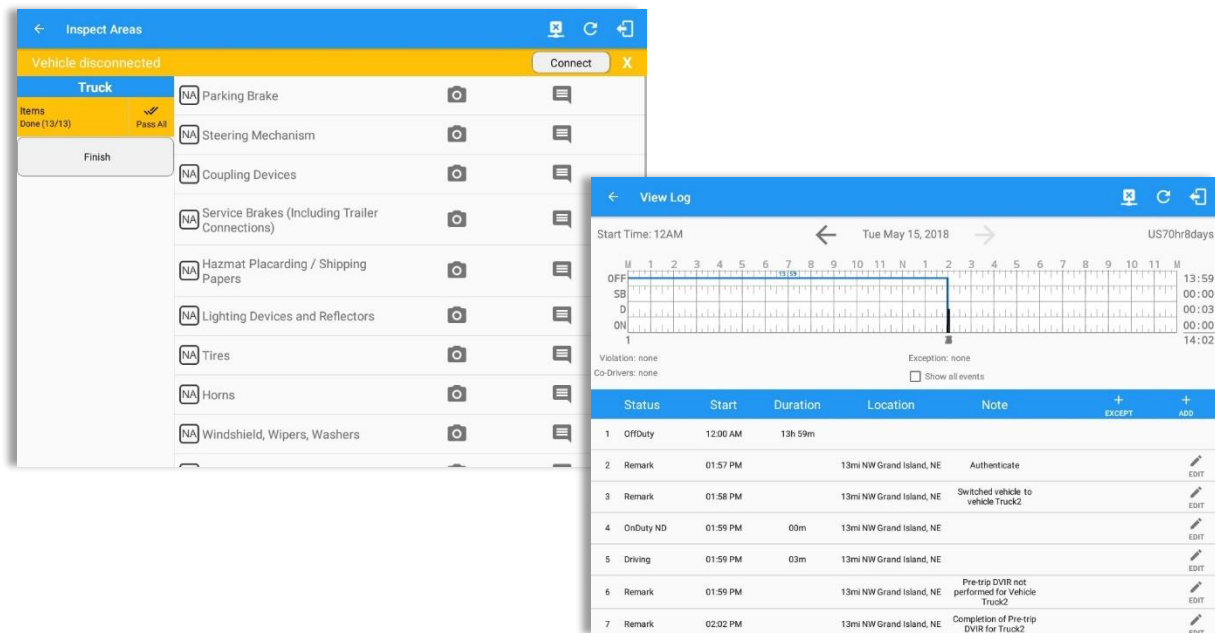 Inspect Areas
Vehicle disconnected
Connect X
Truck
Items
Done (13/13)
Pass All
Finish
NA Parking Brake
NA Steering Mechanism
NA Coupling Devices
NA Service Brakes (Including Trailer
Connections)
NA Hazmat Placarding / Shipping
Papers
NA Lighting Devices and Reflectors
NA Tires
NA Horns
NA Windshield, Wipers, Washers
View Log
Start Time: 12AM Tue May 15, 2018 US70hr8days
M 1 2 3 4 5 6 7 8 9 10 11 N 1 2 3 4 5 6 7 8 9 10 11 M
OFF 13:59 13:59
SB 00:00
D 00:03
ON 00:00
1 14:02
Violation: none Exception: none
Co-Drivers: none Show all events
Status Start Duration Location Note + EXCEPT + ADD
1 OffDuty 12:00 AM 13h 59m
2 Remark 01:57 PM 13mi NW Grand Island, NE Authenticate EDIT
3 Remark 01:58 PM 13mi NW Grand Island, NE Switched vehicle to
vehicle Truck2 EDIT
4 OnDuty ND 01:59 PM 00m 13mi NW Grand Island, NE EDIT
5 Driving 01:59 PM 03m 13mi NW Grand Island, NE EDIT
6 Remark 01:59 PM 13mi NW Grand Island, NE Pre-trip DVIR not
performed for Vehicle
Truck2 EDIT
7 Remark 02:02 PM 13mi NW Grand Island, NE Completion of Pre-trip
DVIR for Truck2 EDIT